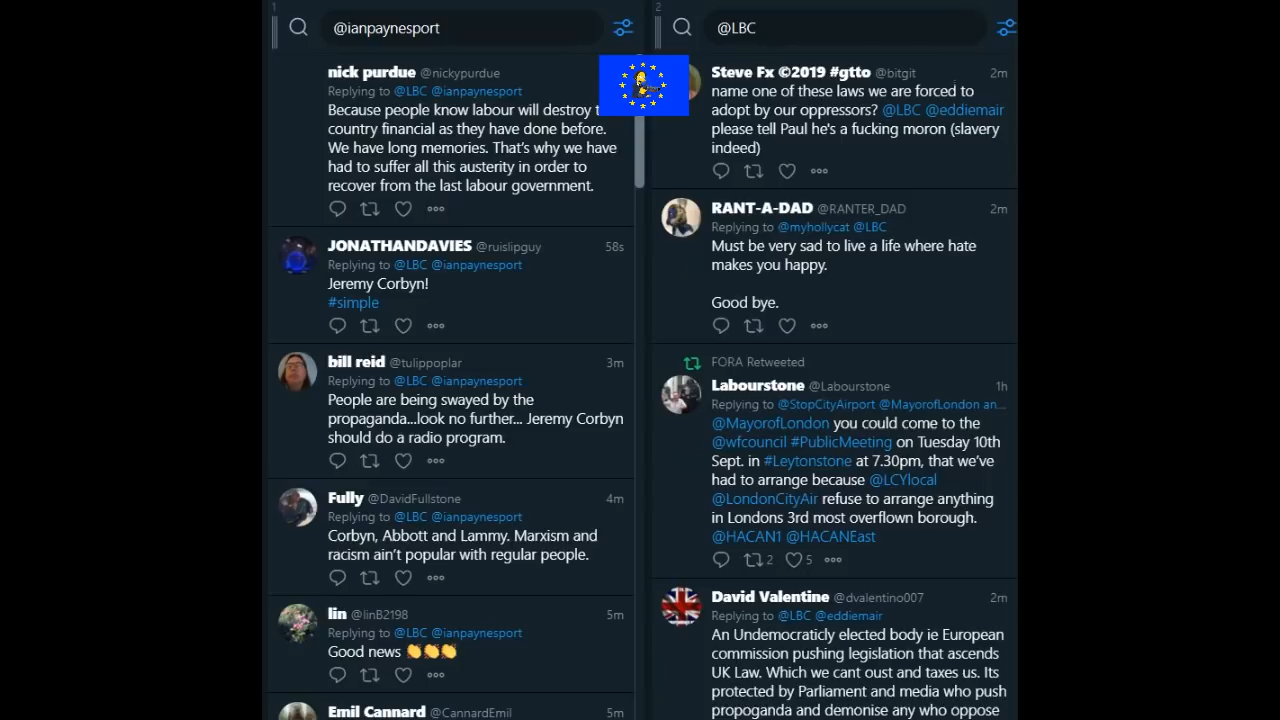 1
@ianpaynesport
nick purdue @nickypurdue
Replying to @LBC @ianpaynesport
Because people know labour will destroy t
country financial as they have done before.
We have long memories. That's why we have
had to suffer all this austerity in order to
recover from the last labour government.
JONATHANDAVIES @ruislipguy 58s
Replying to @LBC @ianpaynesport
Jeremy Corbyn!
#simple
bill reid @tulippoplar 3m
Replying to @LBC @ianpaynesport
People are being swayed by the
propaganda...look no further... Jeremy Corbyn
should do a radio program.
Fully @DavidFullstone 4m
Replying to @LBC @ianpaynesport
Corbyn, Abbott and Lammy. Marxism and
racism ain't popular with regular people.
lin @linB2198 5m
Replying to @LBC @ianpaynesport
Good news 👏👏👏
Emil Cannard @CannardEmil 5m
2
@LBC
Steve Fx ©2019 #gtto @bitgit 2m
name one of these laws we are forced to
adopt by our oppressors? @LBC @eddiemair
please tell Paul he's a fucking moron (slavery
indeed)
RANT-A-DAD @RANTER_DAD 2m
Replying to @myhollycat @LBC
Must be very sad to live a life where hate
makes you happy.
Good bye.
FORA Retweeted
Labourstone @Labourstone 1h
Replying to @StopCityAirport @MayorofLondon an...
@MayorofLondon you could come to the
@wfcouncil #PublicMeeting on Tuesday 10th
Sept. in #Leytonstone at 7.30pm, that we've
had to arrange because @LCYlocal
@LondonCityAir refuse to arrange anything
in Londons 3rd most overflown borough.
@HACAN1 @HACANEast
2 5
David Valentine @dvalentino007 2m
Replying to @LBC @eddiemair
An Undemocraticly elected body ie European
commission pushing legislation that ascends
UK Law. Which we cant oust and taxes us. Its
protected by Parliament and media who push
propoganda and demonise any who oppose